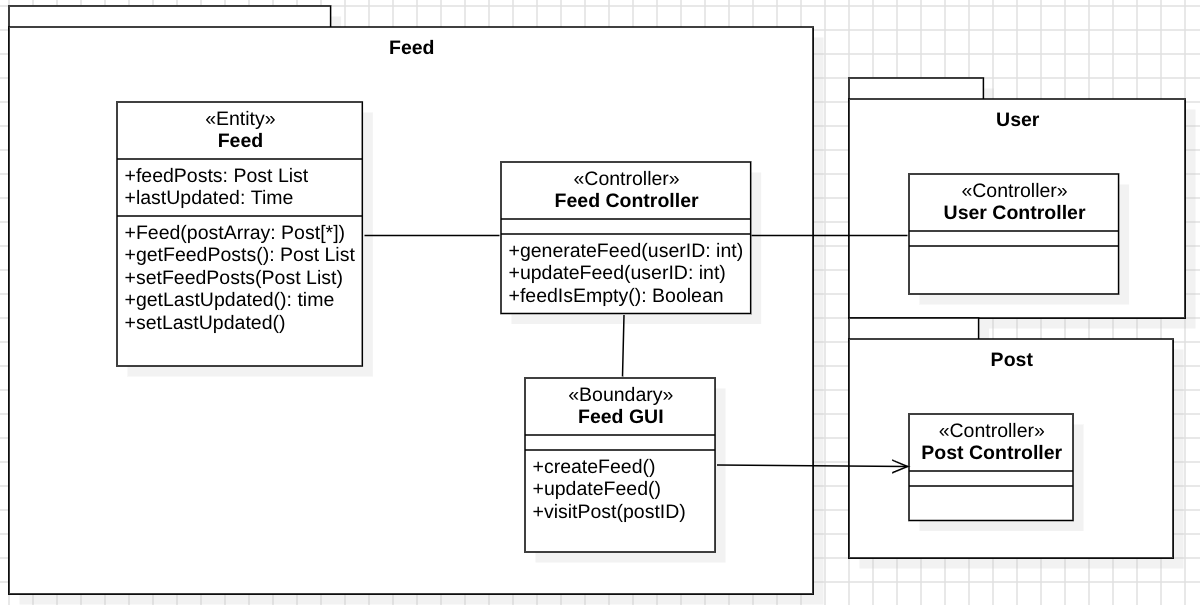 Feed
«Entity»
Feed
+feedPosts: Post List
+lastUpdated: Time
+Feed(postArray: Post[*])
+getFeedPosts(): Post List
+setFeedPosts(Post List)
+getLastUpdated(): time
+setLastUpdated()
«Controller»
Feed Controller
+generateFeed(userID: int)
+updateFeed(userID: int)
+feedIsEmpty(): Boolean
«Boundary»
Feed GUI
+createFeed()
+updateFeed()
+visitPost(postID)
User
«Controller»
User Controller
Post
«Controller»
Post Controller